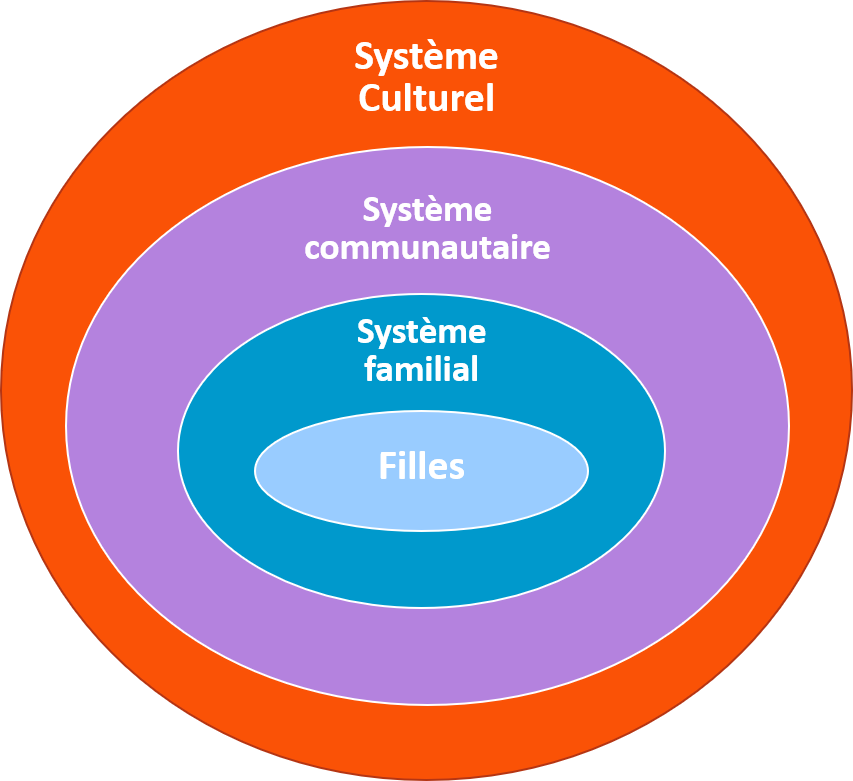 Système
Culturel
Système
communautaire
Système
familial
Filles